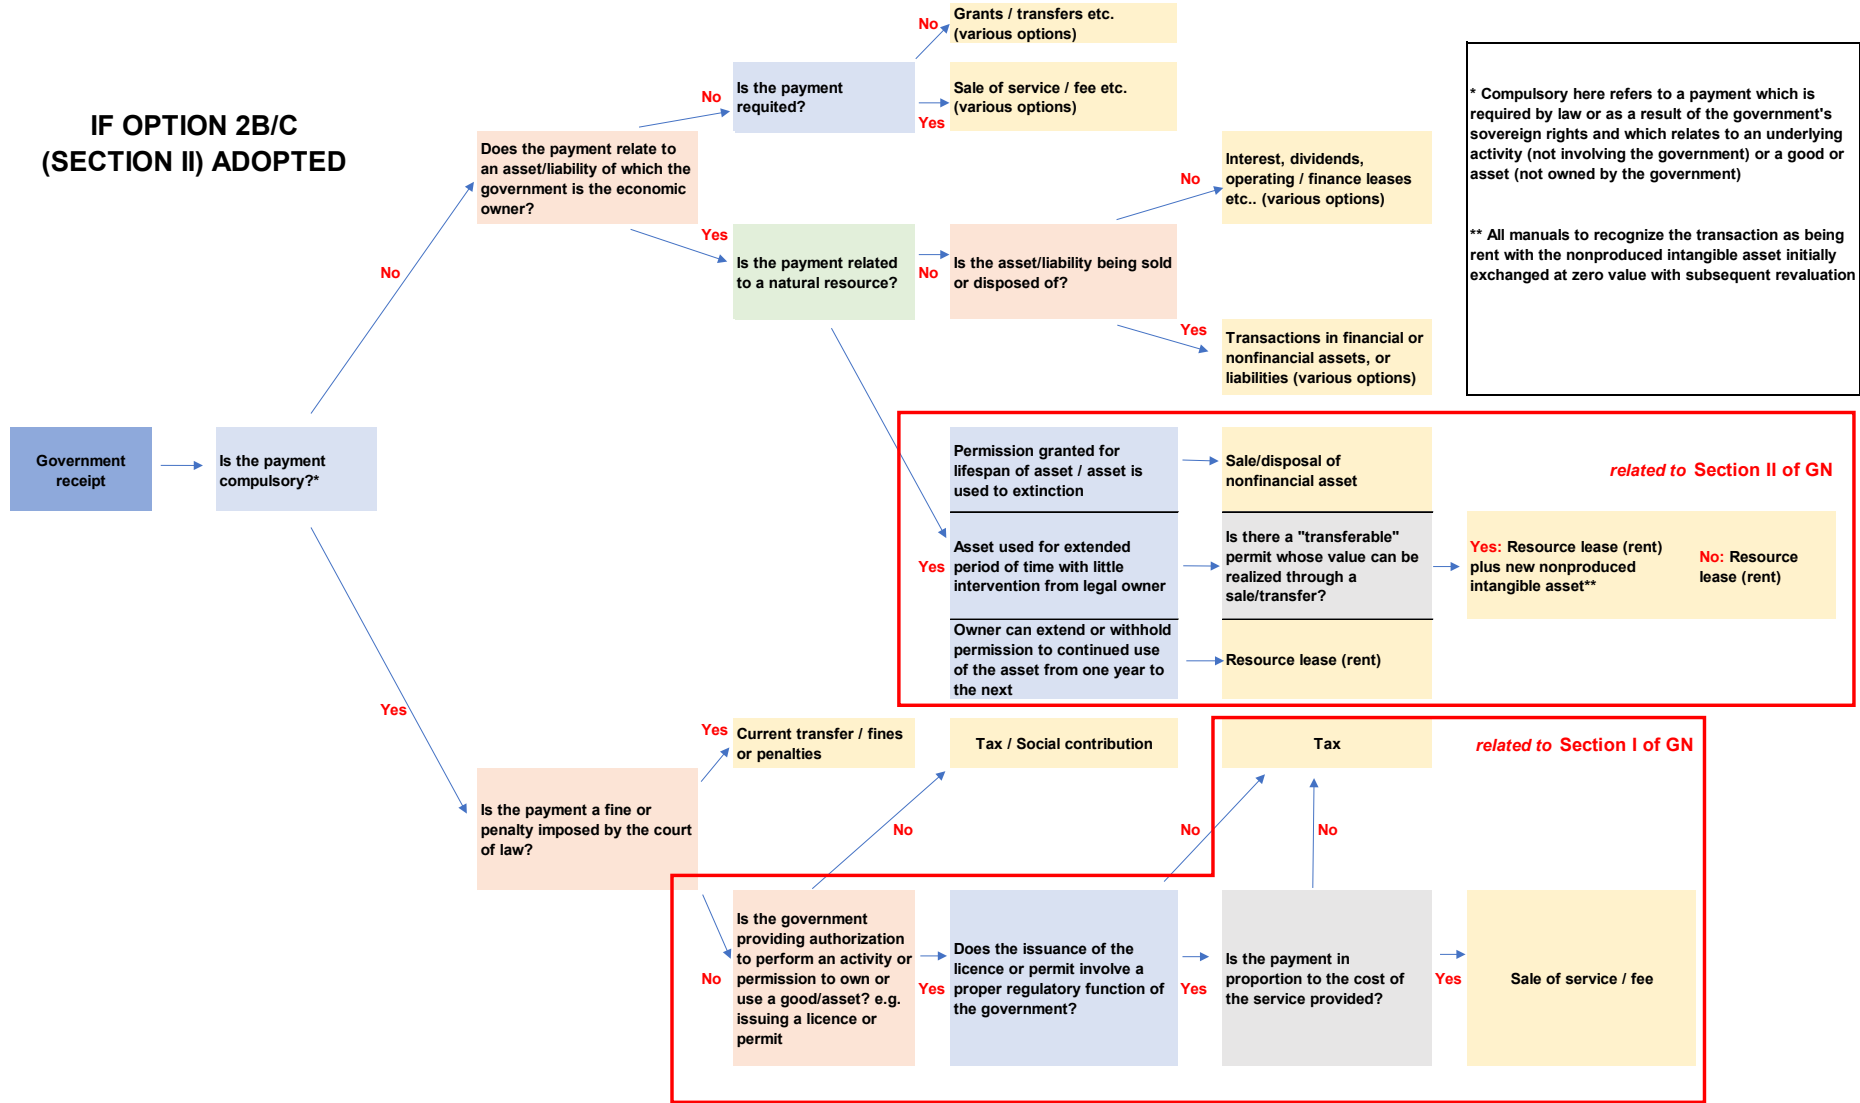 IF OPTION 2B/C
(SECTION II) ADOPTED
Government
receipt
Is the payment
compulsory?*
No
Yes
Does the payment relate to
an asset/liability of which the
government is the economic
owner?
No
Yes
Is the payment
requited?
No
Yes
Grants / transfers etc.
(various options)
Sale of service / fee etc.
(various options)
Is the payment related
to a natural resource?
No
Is the asset/liability being sold
or disposed of?
No
Yes
Interest, dividends,
operating / finance leases
etc.. (various options)
Transactions in financial or
nonfinancial assets, or
liabilities (various options)
* Compulsory here refers to a payment which is
required by law or as a result of the government's
sovereign rights and which relates to an underlying
activity (not involving the government) or a good or
asset (not owned by the government)
** All manuals to recognize the transaction as being
rent with the nonproduced intangible asset initially
exchanged at zero value with subsequent revaluation
related to Section II of GN
Yes
Permission granted for
lifespan of asset / asset is
used to extinction
Sale/disposal of
nonfinancial asset
Asset used for extended
period of time with little
intervention from legal owner
Is there a "transferable"
permit whose value can be
realized through a
sale/transfer?
Yes: Resource lease (rent)
plus new nonproduced
intangible asset**
No: Resource
lease (rent)
Owner can extend or withhold
permission to continued use
of the asset from one year to
the next
Resource lease (rent)
Is the payment a fine or
penalty imposed by the court
of law?
Yes
No
Current transfer / fines
or penalties
Tax / Social contribution
Tax
related to Section I of GN
No
No
No
Is the government
providing authorization
to perform an activity or
permission to own or
use a good/asset? e.g.
issuing a licence or
permit
Yes
Does the issuance of the
licence or permit involve a
proper regulatory function of
the government?
Yes
Is the payment in
proportion to the cost of
the service provided?
Yes
Sale of service / fee